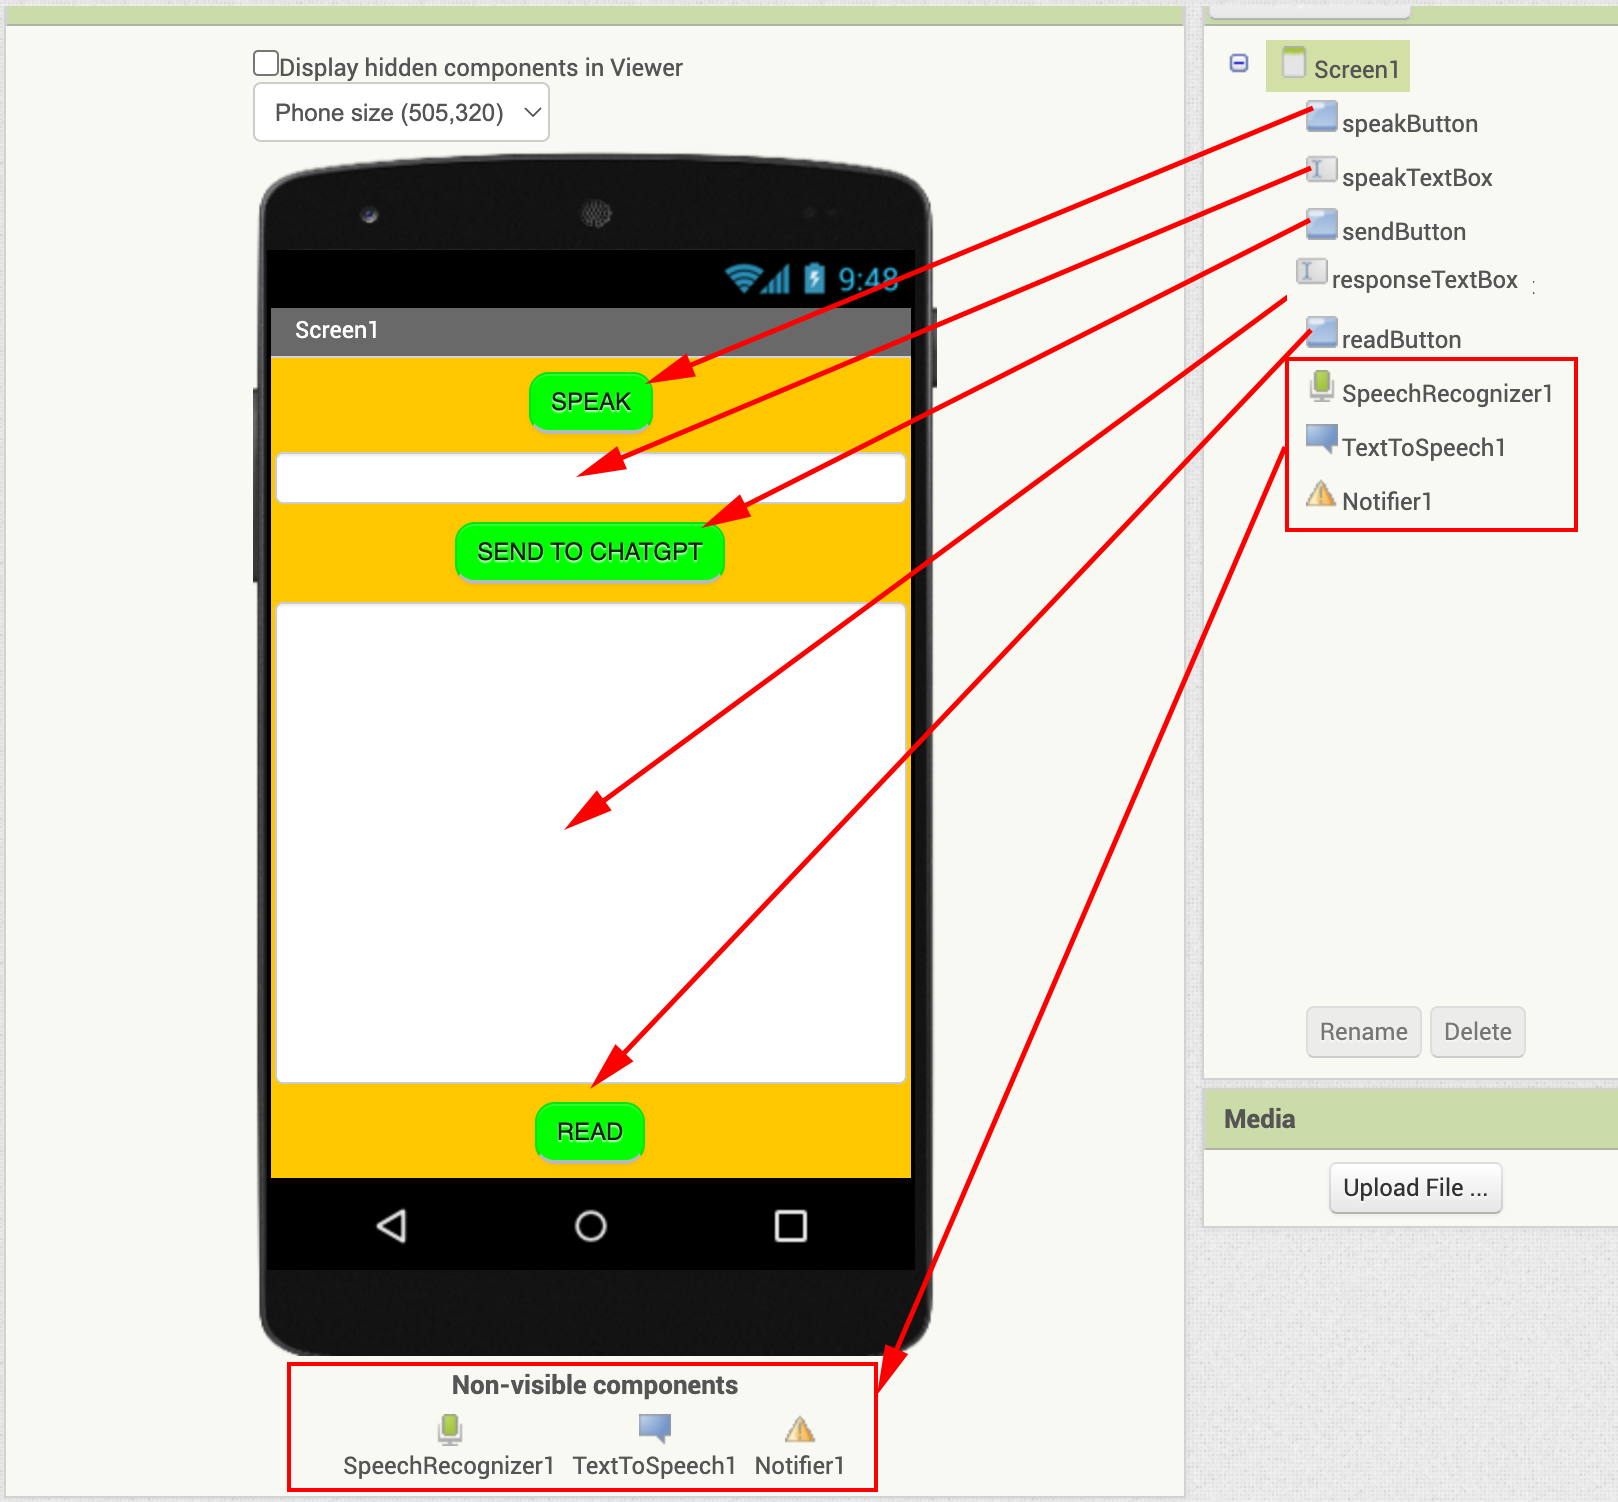 Display hidden components in Viewer
Phone size (505,320)
9:48
Screen1
SPEAK
SEND TO CHATGPT
READ
Non-visible components
SpeechRecognizer1 TextToSpeech1 Notifier1
Screen1
speakButton
speakTextBox
sendButton
responseTextBox
readButton
SpeechRecognizer1
TextToSpeech1
Notifier1
Rename Delete
Media
Upload File ...